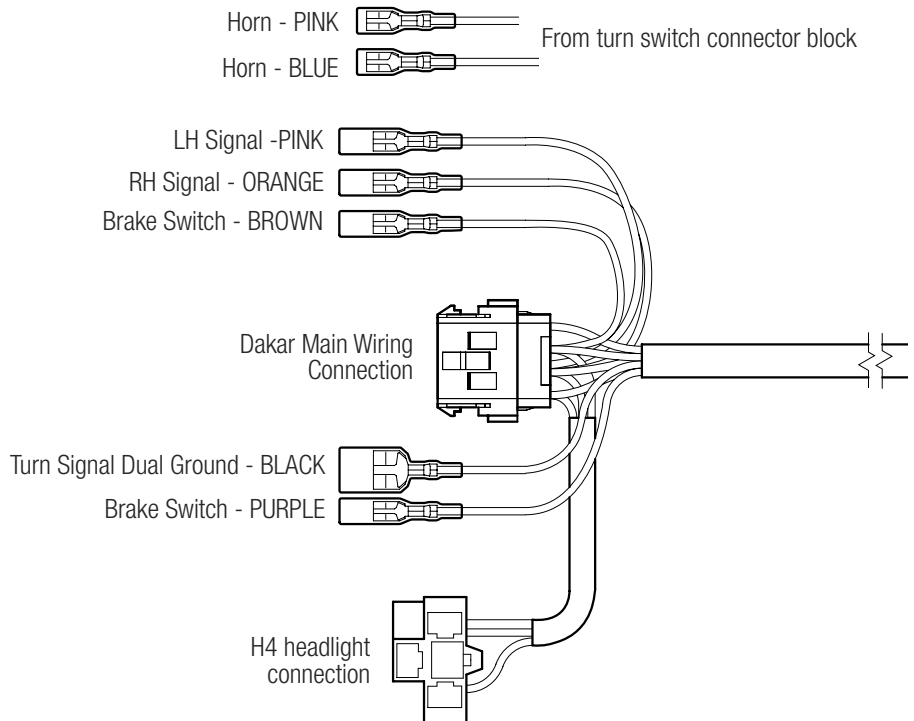 Horn - PINK
From turn switch connector block
Horn - BLUE
LH Signal -PINK
RH Signal - ORANGE
Brake Switch - BROWN
Dakar Main Wiring
Connection
Turn Signal Dual Ground - BLACK
Brake Switch - PURPLE
H4 headlight
connection